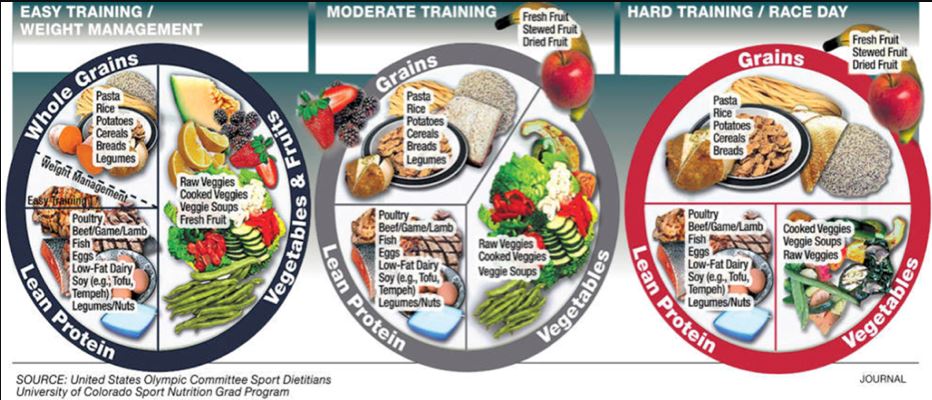 EASY TRAINING /
WEIGHT MANAGEMENT
Whole Grains
Pasta
Rice
Potatoes
Cereals
Breads
Legumes
Weight Management
Easy Training
Poultry
Beef/Game/Lamb
Fish
Eggs
Low-Fat Dairy
Soy (e.g., Tofu,
Tempeh)
Legumes/Nuts
Lean Protein
Raw Veggies
Cooked Veggies
Veggie Soups
Fresh Fruit
Vegetables & Fruits
MODERATE TRAINING
Fresh Fruit
Stewed Fruit
Dried Fruit
Grains
Pasta
Rice
Potatoes
Cereals
Breads
Legumes
Poultry
Beef/Game/Lamb
Fish
Eggs
Low-Fat Dairy
Soy (e.g., Tofu,
Tempeh)
Legumes/Nuts
Lean Protein
Raw Veggies
Cooked Veggies
Veggie Soups
Vegetables
HARD TRAINING / RACE DAY
Fresh Fruit
Stewed Fruit
Dried Fruit
Grains
Pasta
Rice
Potatoes
Cereals
Breads
Poultry
Beef/Game/Lamb
Fish
Eggs
Low-Fat Dairy
Soy (e.g., Tofu,
Tempeh)
Legumes/Nuts
Lean Protein
Cooked Veggies
Veggie Soups
Raw Veggies
Vegetables
SOURCE: United States Olympic Committee Sport Dietitians
University of Colorado Sport Nutrition Grad Program
JOURNAL